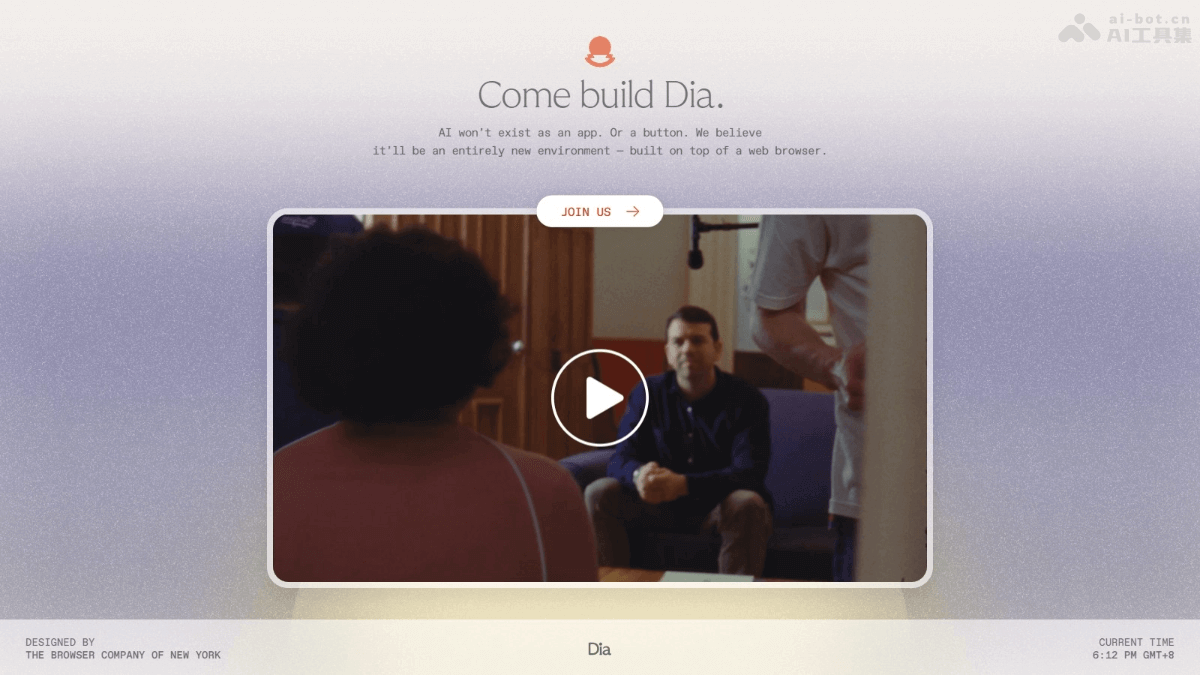 ai-bot.cn
AI工具集
Come build Dia.
AI won’t exist as an app. Or a button. We believe
it’ll be an entirely new environment — built on top of a web browser.
JOIN US
DESIGNED BY
THE BROWSER COMPANY OF NEW YORK
Dia
CURRENT TIME
6:12 PM GMT+8